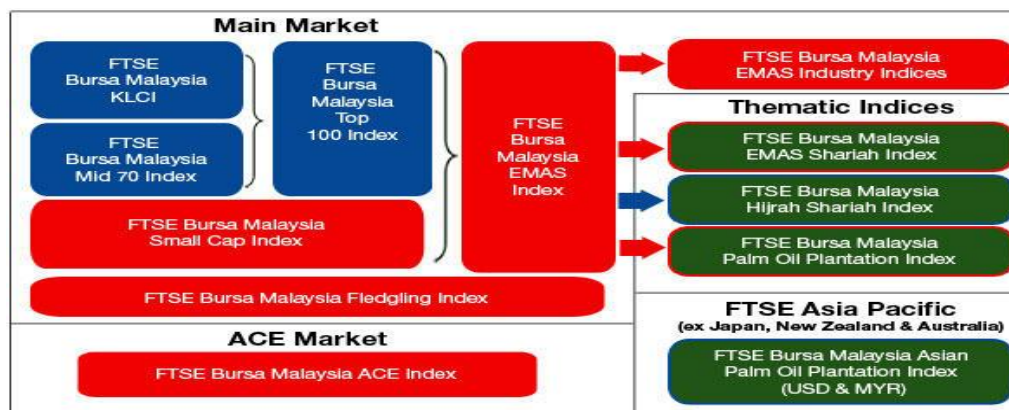 Main Market
FTSE
Bursa Malaysia
KLCI
FTSE
Bursa Malaysia
Mid 70 Index
FTSE
Bursa
Malaysia
Top
100 Index
FTSE Bursa Malaysia
Small Cap Index
FTSE
Bursa
Malaysia
EMAS
Index
FTSE Bursa Malaysia Fledgling Index
FTSE Bursa Malaysia
EMAS Industry Indices
Thematic Indices
FTSE Bursa Malaysia
EMAS Shariah Index
FTSE Bursa Malaysia
Hijrah Shariah Index
FTSE Bursa Malaysia
Palm Oil Plantation Index
ACE Market
FTSE Bursa Malaysia ACE Index
FTSE Asia Pacific
(ex Japan, New Zealand & Australia)
FTSE Bursa Malaysia Asian
Palm Oil Plantation Index
(USD & MYR)